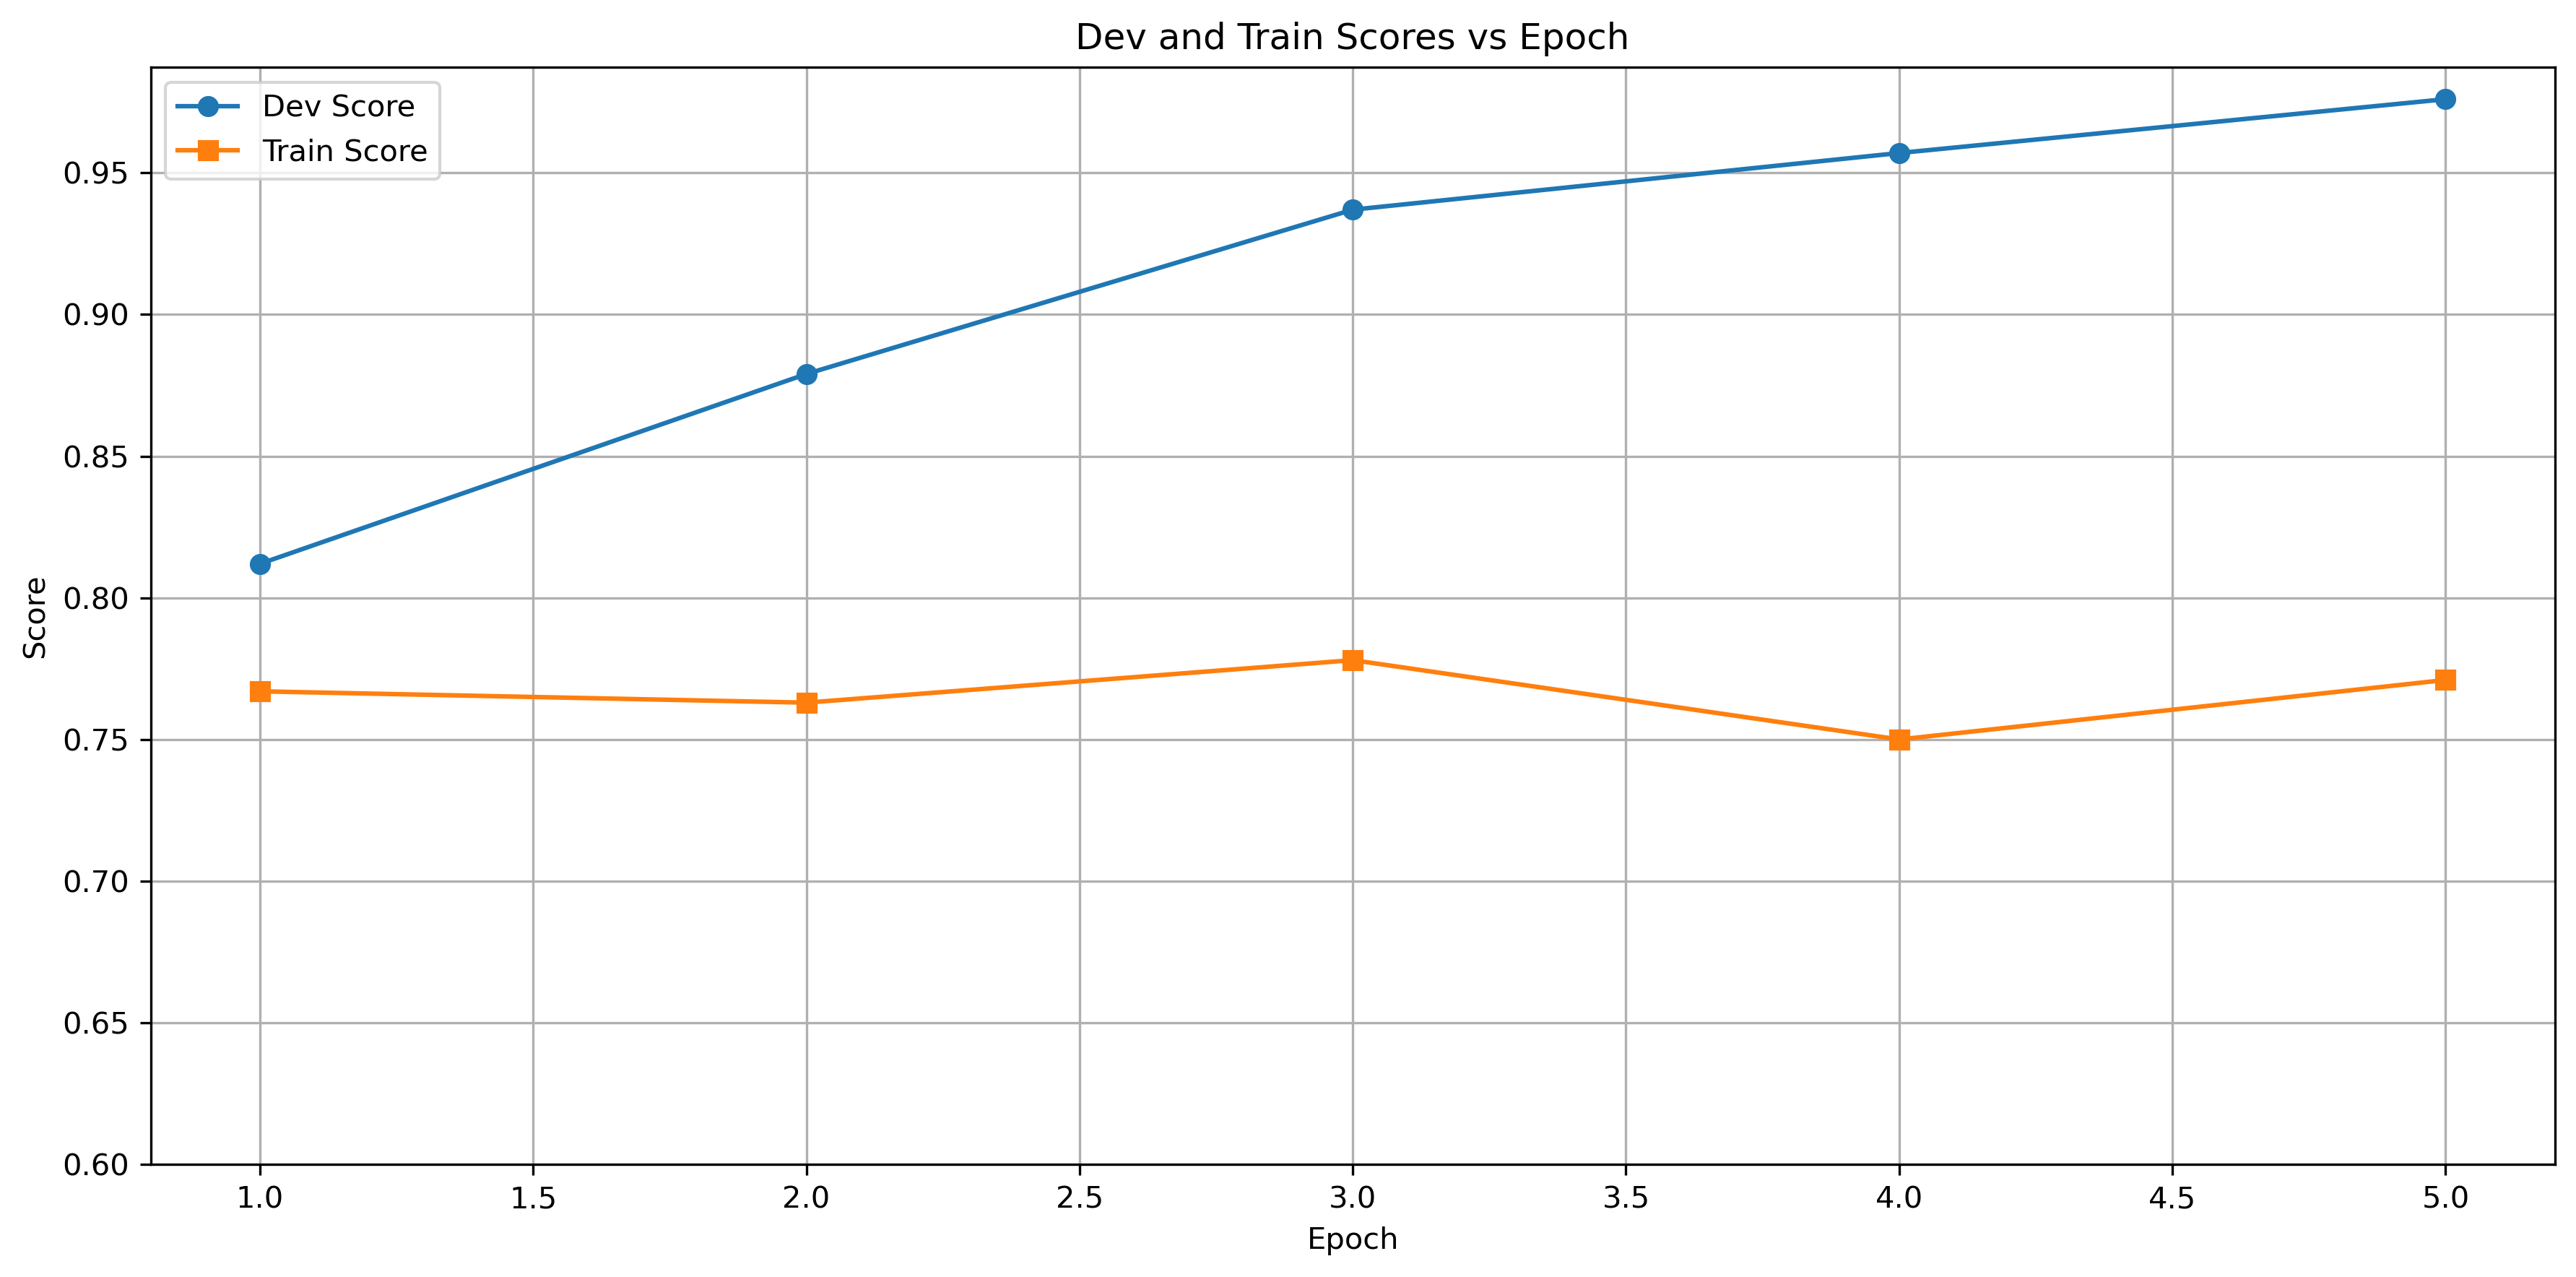 Dev and Train Scores vs Epoch
Dev Score
Train Score
0.95
0.90
0.85
0.80
0.75
0.70
0.65
0.60
Score
1.0 1.5 2.0 2.5 3.0 3.5 4.0 4.5 5.0
Epoch